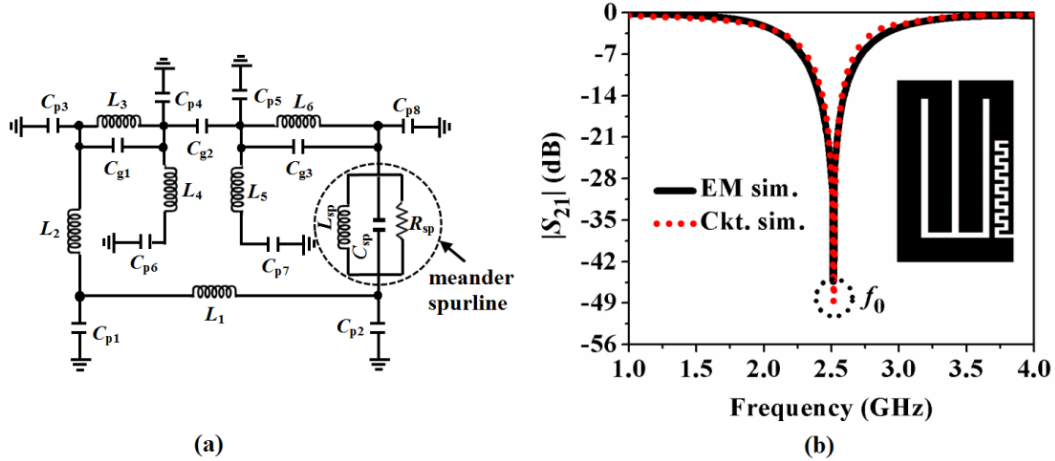 Cp3
L3
Cp4
Cp5
L6
Cp8
Cg1
Cg2
Cg3
L2
L4
L5
Lsp
Csp
Rsp
Cp6
Cp7
meander
spurline
L1
Cp1
Cp2
(a)
|S21| (dB)
0
-7
-14
-21
-28
-35
-42
-49
-56
EM sim.
Ckt. sim.
f0
1.0 1.5 2.0 2.5 3.0 3.5 4.0
Frequency (GHz)
(b)